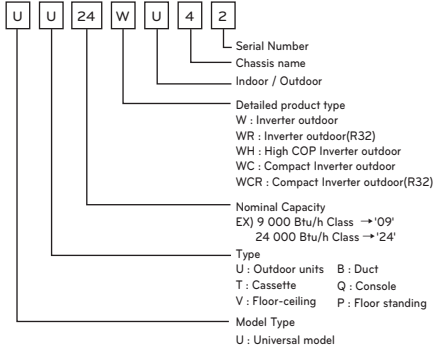 U U 24 W U 4 2
Serial Number
Chassis name
Indoor / Outdoor
Detailed product type
W : Inverter outdoor
WR : Inverter outdoor(R32)
WH : High COP Inverter outdoor
WC : Compact Inverter outdoor
WCR : Compact Inverter outdoor(R32)
Nominal Capacity
EX) 9 000 Btu/h Class →'09'
24 000 Btu/h Class →'24'
Type
U : Outdoor units B : Duct
T : Cassette Q : Console
V : Floor-ceiling P : Floor standing
Model Type
U : Universal model